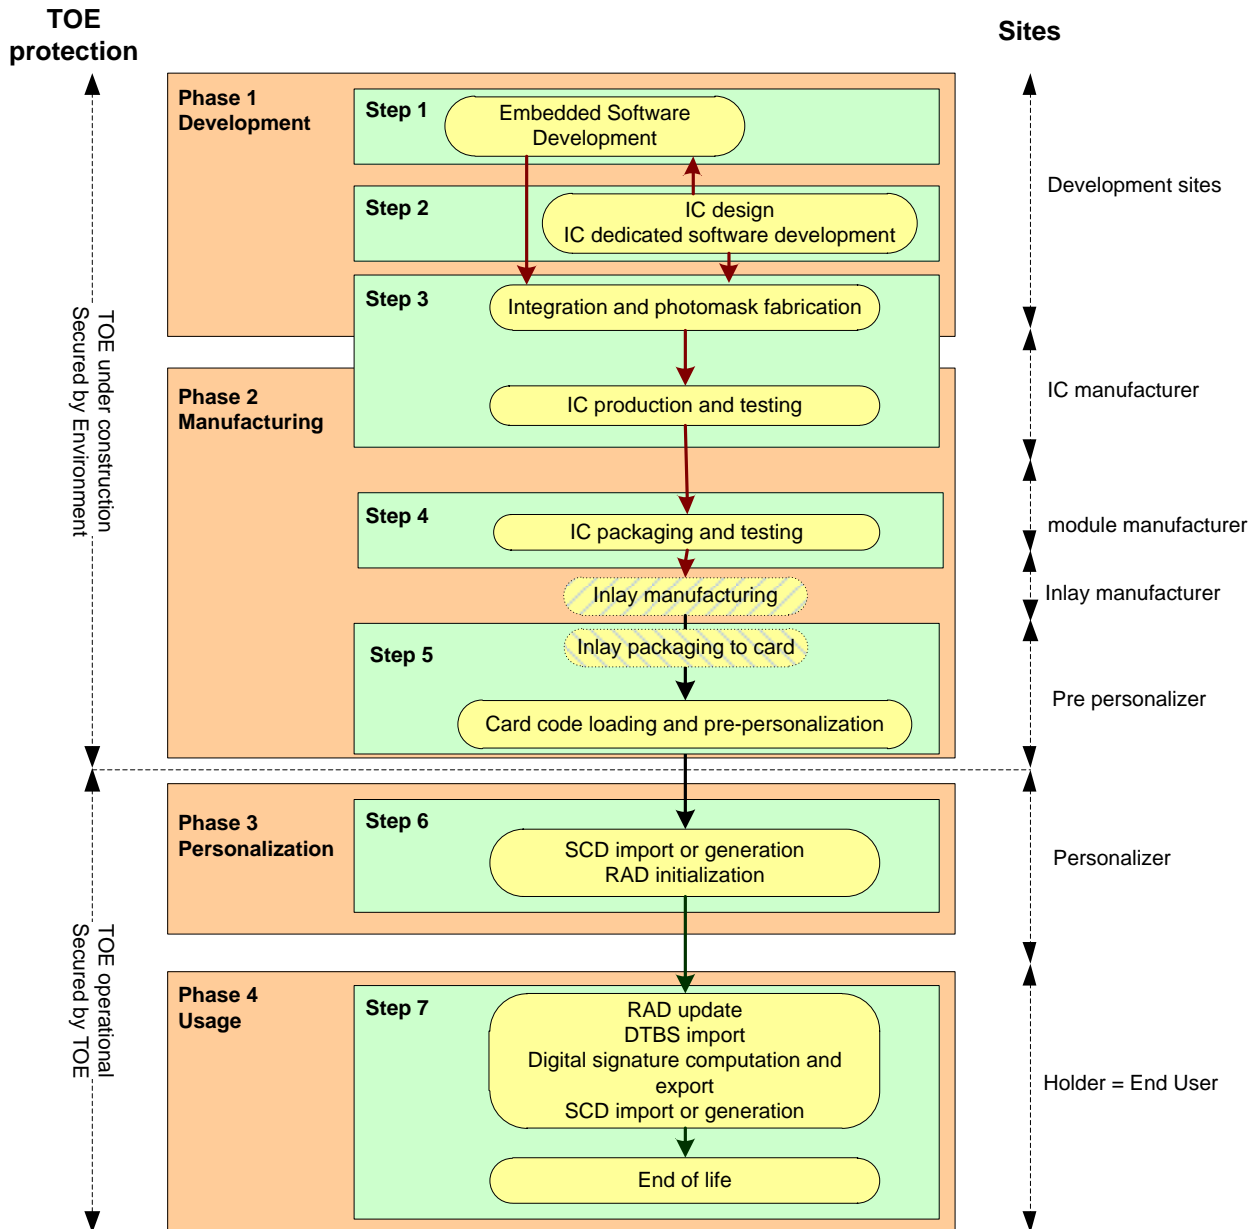 TOE
protection
Sites
Phase 1
Development
Step 1
Embedded Software
Development
Step 2
IC design
IC dedicated software development
Development sites
Step 3
Integration and photomask fabrication
TOE under construction
Secured by Environment
Phase 2
Manufacturing
IC production and testing
IC manufacturer
Step 4
IC packaging and testing
module manufacturer
Inlay manufacturing
Inlay manufacturer
Step 5
Inlay packaging to card
Card code loading and pre-personalization
Pre personalizer
Phase 3
Personalization
Step 6
SCD import or generation
RAD initialization
Personalizer
TOE operational
Secured by TOE
Phase 4
Usage
Step 7
RAD update
DTBS import
Digital signature computation and
export
SCD import or generation
Holder = End User
End of life